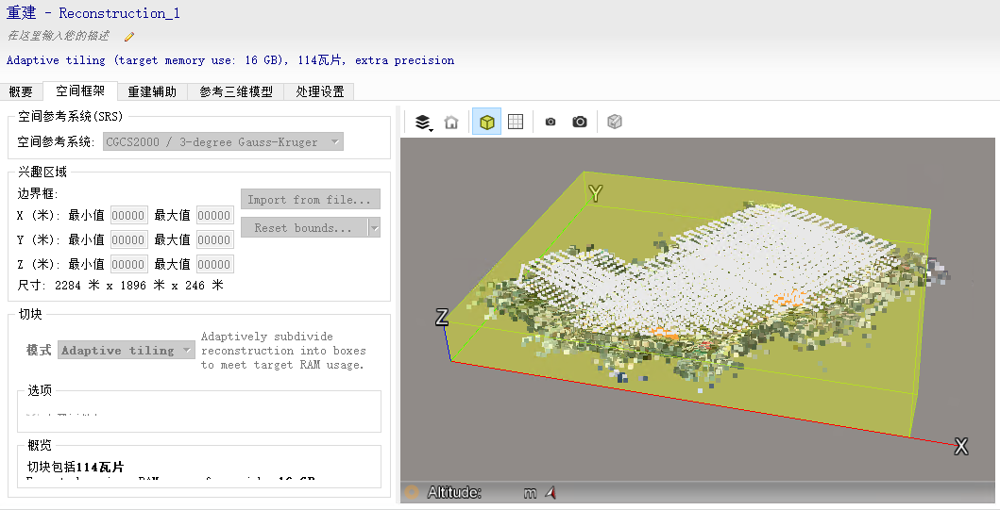 重建 - Reconstruction_1
在这里输入您的描述
Adaptive tiling (target memory use: 16 GB), 114瓦片, extra precision
概要 空间框架 重建辅助 参考三维模型 处理设置
空间参考系统(SRS)
空间参考系统: CGCS2000 / 3-degree Gauss-Kruger
兴趣区域
边界框:
Import from file...
X (米): 最小值 00000 最大值 00000
Reset bounds...
Y (米): 最小值 00000 最大值 00000
Z (米): 最小值 00000 最大值 00000
尺寸: 2284 米 x 1896 米 x 246 米
切块
模式 Adaptive tiling
Adaptively subdivide
reconstruction into boxes
to meet target RAM usage.
选项
概览
切块包括114瓦片
Y
Z
X
Altitude: m